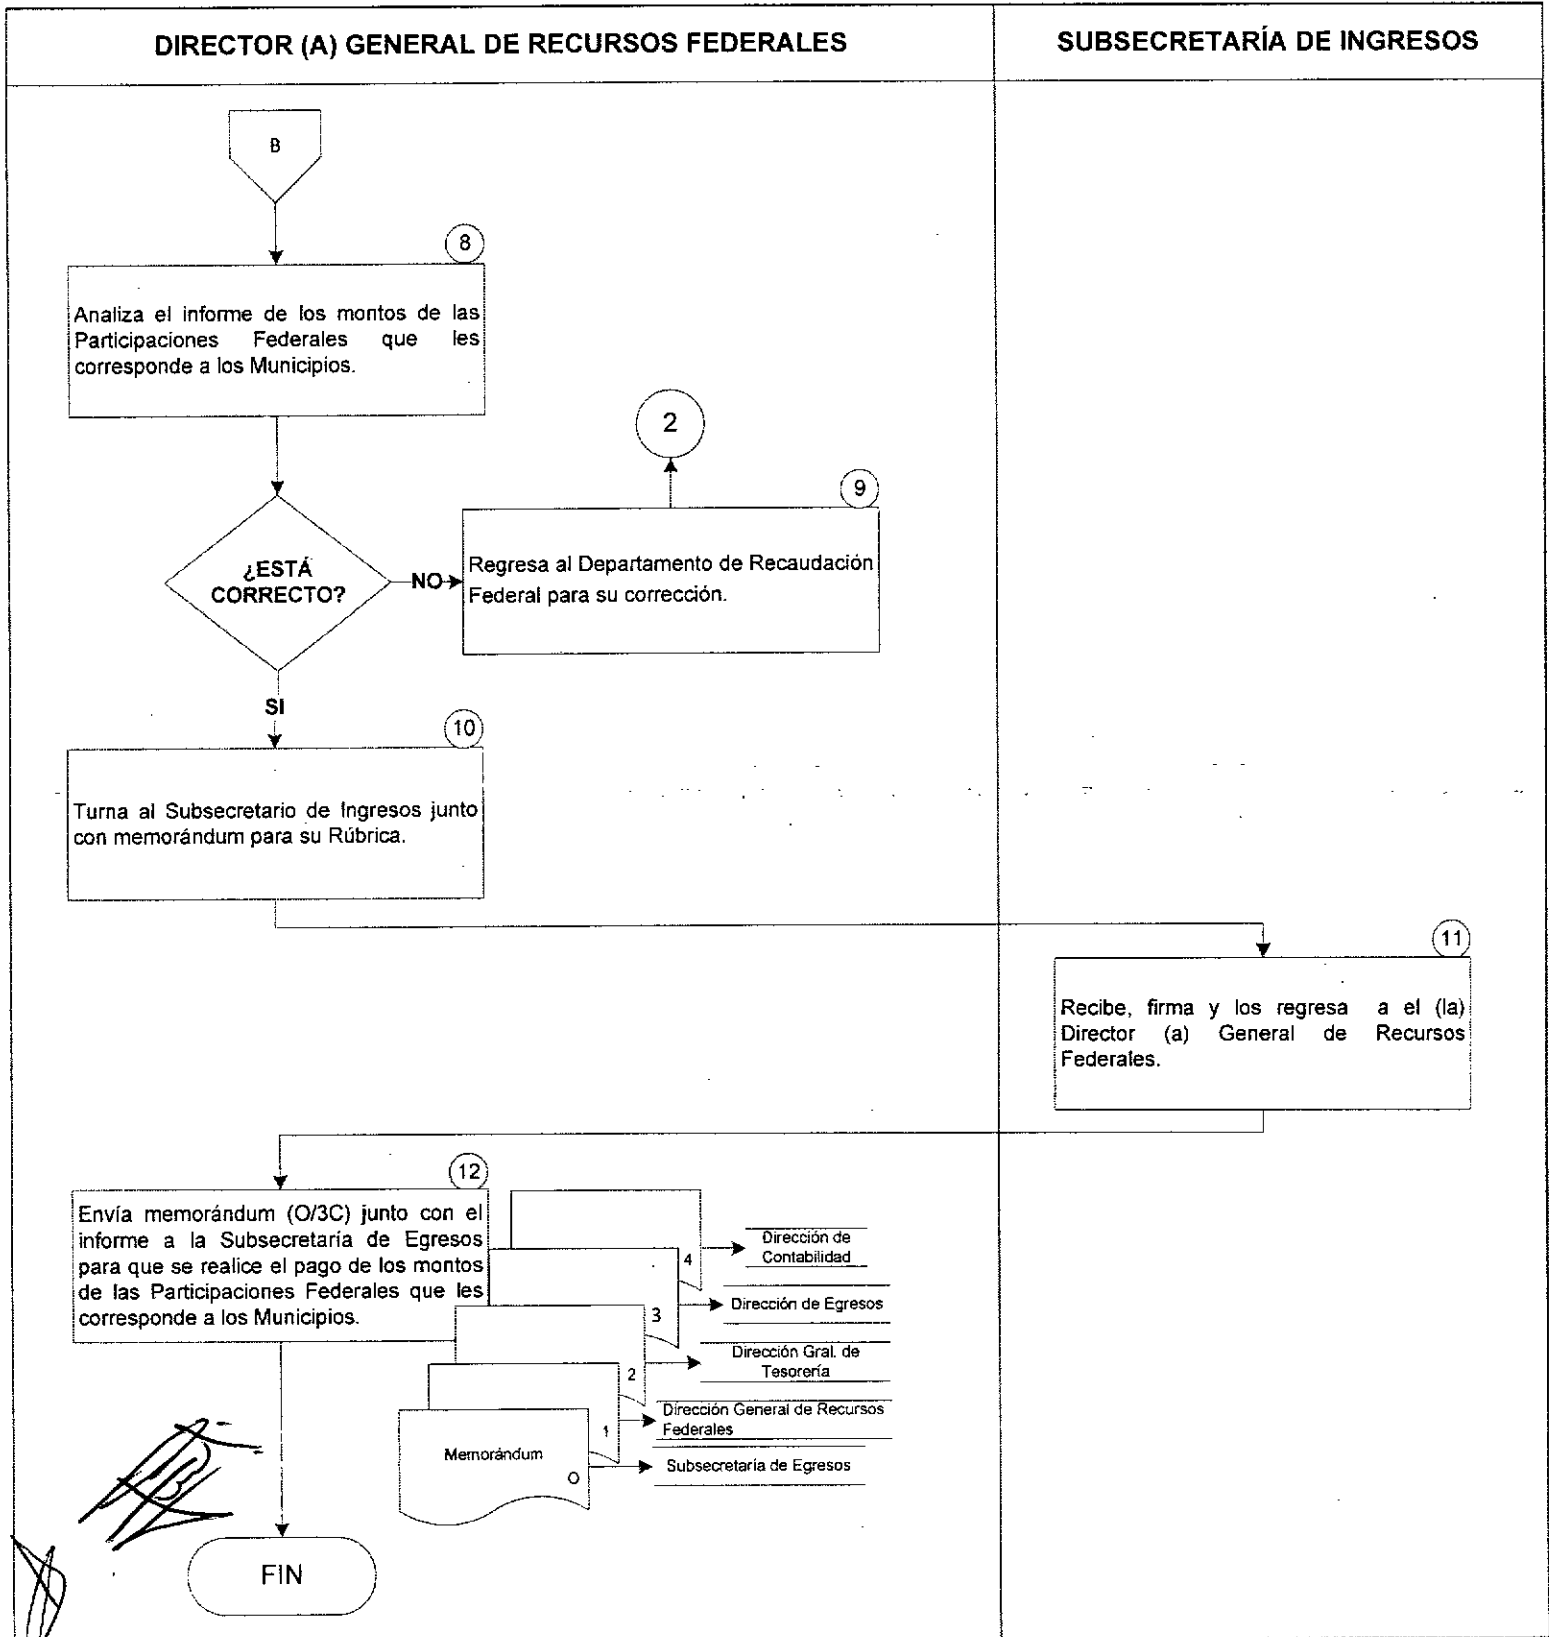 DIRECTOR (A) GENERAL DE RECURSOS FEDERALES
SUBSECRETARÍA DE INGRESOS
B
8
Analiza el informe de los montos de las
Participaciones Federales que les
corresponde a los Municipios.
2
9
¿ESTÁ
CORRECTO?
NO
Regresa al Departamento de Recaudación
Federal para su corrección.
SI
10
Turna al Subsecretario de Ingresos junto
con memorándum para su Rúbrica.
11
Recibe, firma y los regresa a el (la)
Director (a) General de Recursos
Federales.
12
Envía memorándum (O/3C) junto con el
informe a la Subsecretaría de Egresos
para que se realice el pago de los montos
de las Participaciones Federales que les
corresponde a los Municipios.
4
Dirección de
Contabilidad
3
Dirección de Egresos
2
Dirección Gral. de
Tesorería
1
Dirección General de Recursos
Federales
Memorándum
O
Subsecretaría de Egresos
FIN